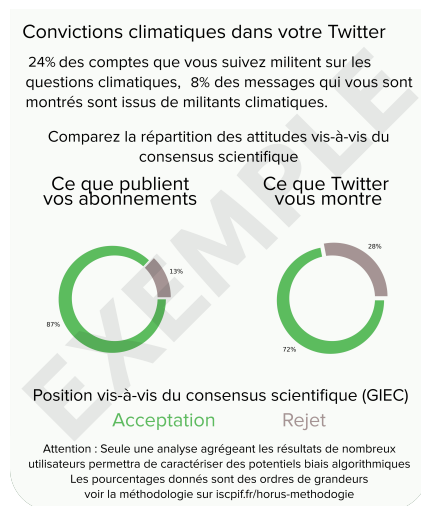 Convictions climatiques dans votre Twitter
24% des comptes que vous suivez militent sur les
questions climatiques, 8% des messages qui vous sont
montrés sont issus de militants climatiques.
Comparez la répartition des attitudes vis-à-vis du
consensus scientifique
Ce que publient
vos abonnements
Ce que Twitter
vous montre
13%
87%
28%
72%
EXEMPLE
Position vis-à-vis du consensus scientifique (GIEC)
Acceptation Rejet
Attention : Seule une analyse agrégeant les résultats de nombreux
utilisateurs permettra de caractériser des potentiels biais algorithmiques
Les pourcentages donnés sont des ordres de grandeurs
voir la méthodologie sur iscpif.fr/horus-methodogie